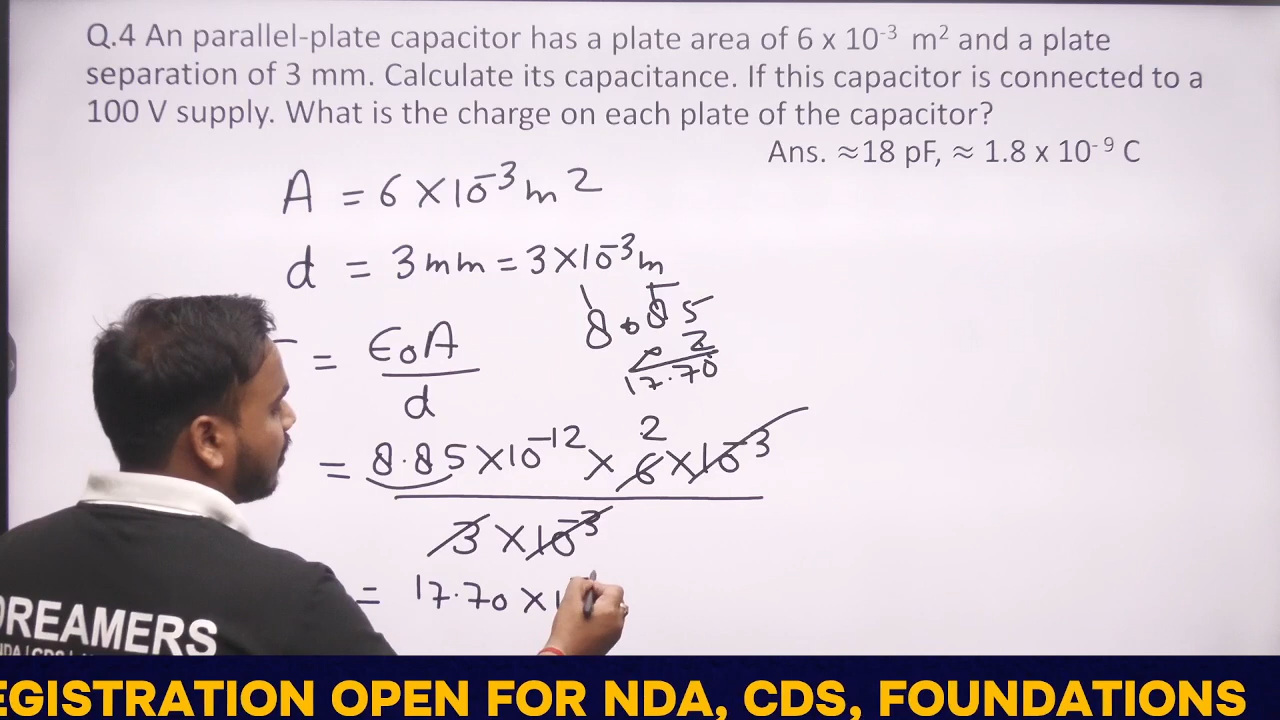 Q.4 An parallel-plate capacitor has a plate area of 6 x 10⁻³ m² and a plate
separation of 3 mm. Calculate its capacitance. If this capacitor is connected to a
100 V supply. What is the charge on each plate of the capacitor?
Ans. ≈18 pF, ≈ 1.8 x 10⁻⁹ C
A = 6 × 10⁻³ m²
d = 3 mm = 3 × 10⁻³ m
8.85
2
17.70
= ε₀A
d
= 8.85 × 10⁻¹² × 6 × 10⁻³
2
3 × 10⁻³
= 17.70 × 1
DREAMERS
EGISTRATION OPEN FOR NDA, CDS, FOUNDATIONS